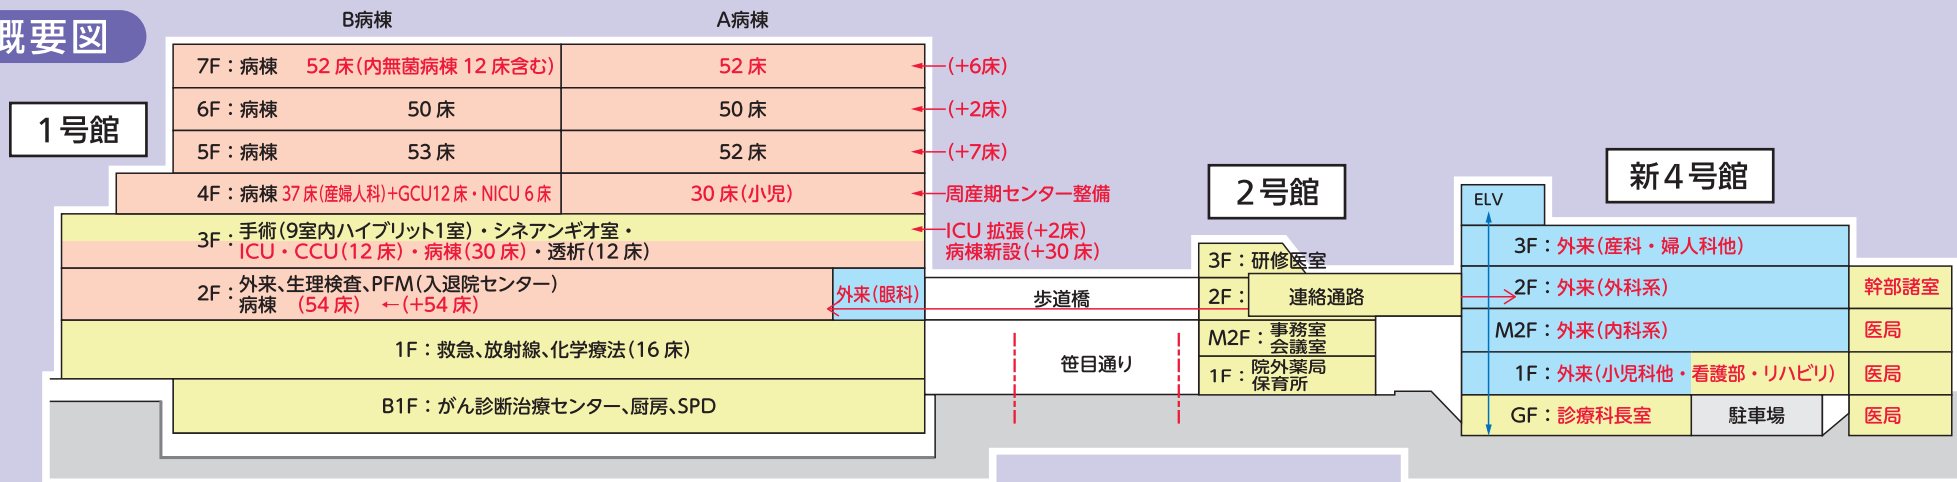 概要図
B病棟 A病棟
1号館
7F：病棟 52床(内無菌病棟12床含む) 52床 (+6床)
6F：病棟 50床 50床 (+2床)
5F：病棟 53床 52床 (+7床)
4F：病棟 37床(産婦人科)+GCU12床・NICU6床 30床(小児) 周産期センター整備
3F：手術(9室内ハイブリット1室)・シネアンギオ室・
ICU・CCU(12床)・病棟(30床)・透析(12床)
ICU拡張(+2床)
病棟新設(+30床)
2F：外来、生理検査、PFM(入退院センター)
病棟 (54床) ←(+54床)
外来(眼科)
1F：救急、放射線、化学療法(16床)
B1F：がん診断治療センター、厨房、SPD
歩道橋
笹目通り
2号館
3F：研修医室
2F： 連絡通路
M2F：事務室
会議室
1F：院外薬局
保育所
新4号館
ELV
3F：外来(産科・婦人科他)
2F：外来(外科系) 幹部諸室
M2F：外来(内科系) 医局
1F：外来(小児科他・看護部・リハビリ) 医局
GF：診療科長室 駐車場 医局